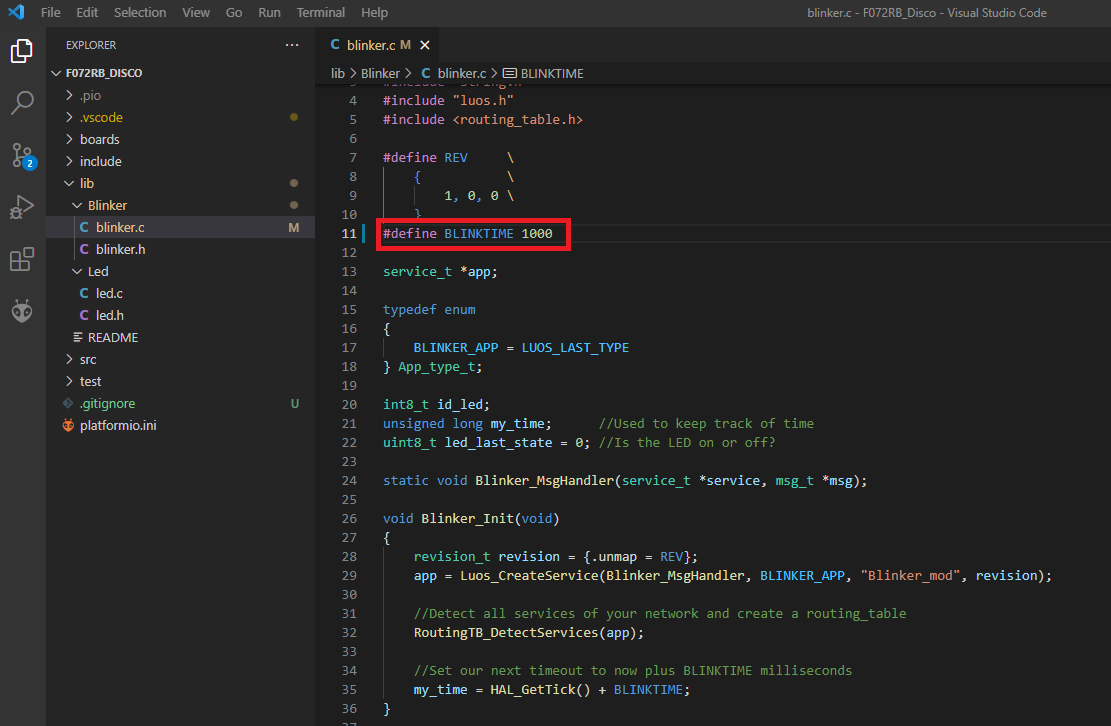 File Edit Selection View Go Run Terminal Help blinker.c - F072RB_Disco - Visual Studio Code
EXPLORER ···
F072RB_DISCO
.pio
.vscode
boards
include
lib
Blinker
blinker.c M
blinker.h
Led
led.c
led.h
README
src
test
.gitignore U
platformio.ini
2
blinker.c M
lib > Blinker > C blinker.c > BLINKTIME
4 #include "luos.h"
5 #include <routing_table.h>
6
7 #define REV \
8 { \
9 1, 0, 0 \
10 }
11 #define BLINKTIME 1000
12
13 service_t *app;
14
15 typedef enum
16 {
17 BLINKER_APP = LUOS_LAST_TYPE
18 } App_type_t;
19
20 int8_t id_led;
21 unsigned long my_time; //Used to keep track of time
22 uint8_t led_last_state = 0; //Is the LED on or off?
23
24 static void Blinker_MsgHandler(service_t *service, msg_t *msg);
25
26 void Blinker_Init(void)
27 {
28 revision_t revision = {.unmap = REV};
29 app = Luos_CreateService(Blinker_MsgHandler, BLINKER_APP, "Blinker_mod", revision);
30
31 //Detect all services of your network and create a routing_table
32 RoutingTB_DetectServices(app);
33
34 //Set our next timeout to now plus BLINKTIME milliseconds
35 my_time = HAL_GetTick() + BLINKTIME;
36 }